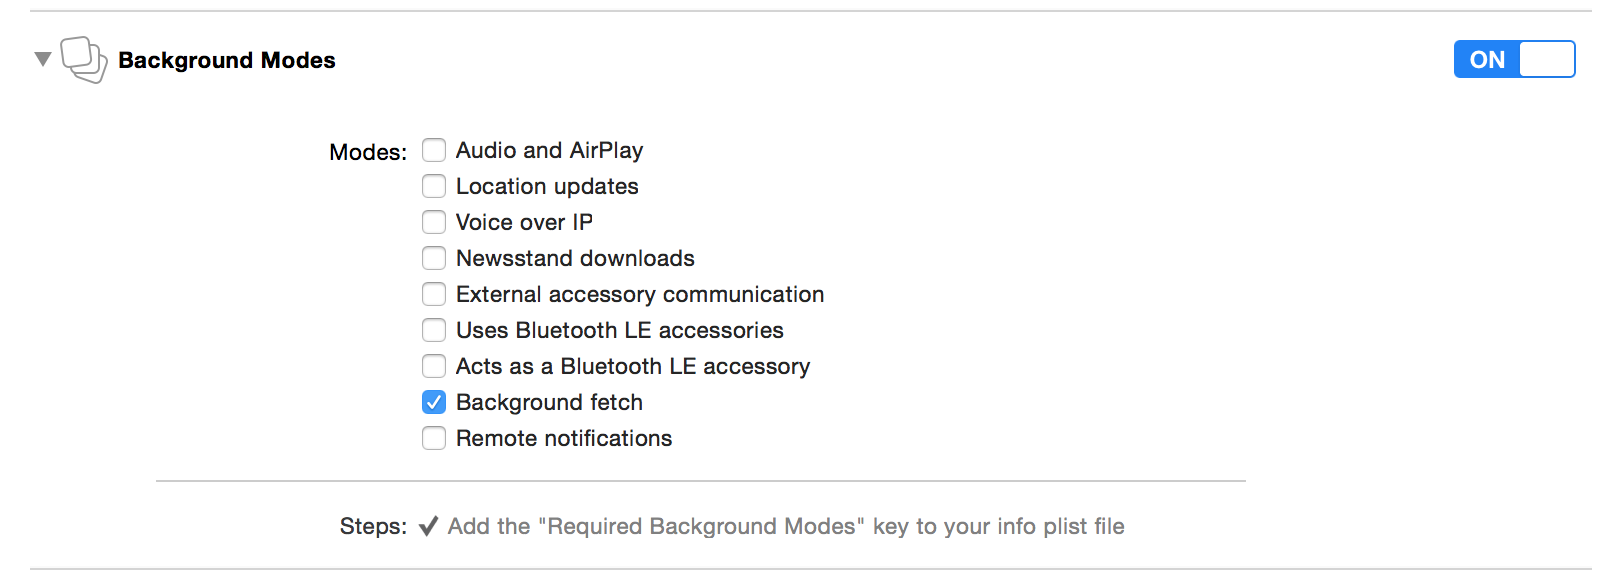 Background Modes
ON
Modes: Audio and AirPlay
Location updates
Voice over IP
Newsstand downloads
External accessory communication
Uses Bluetooth LE accessories
Acts as a Bluetooth LE accessory
Background fetch
Remote notifications
Steps: ✔ Add the "Required Background Modes" key to your info plist file